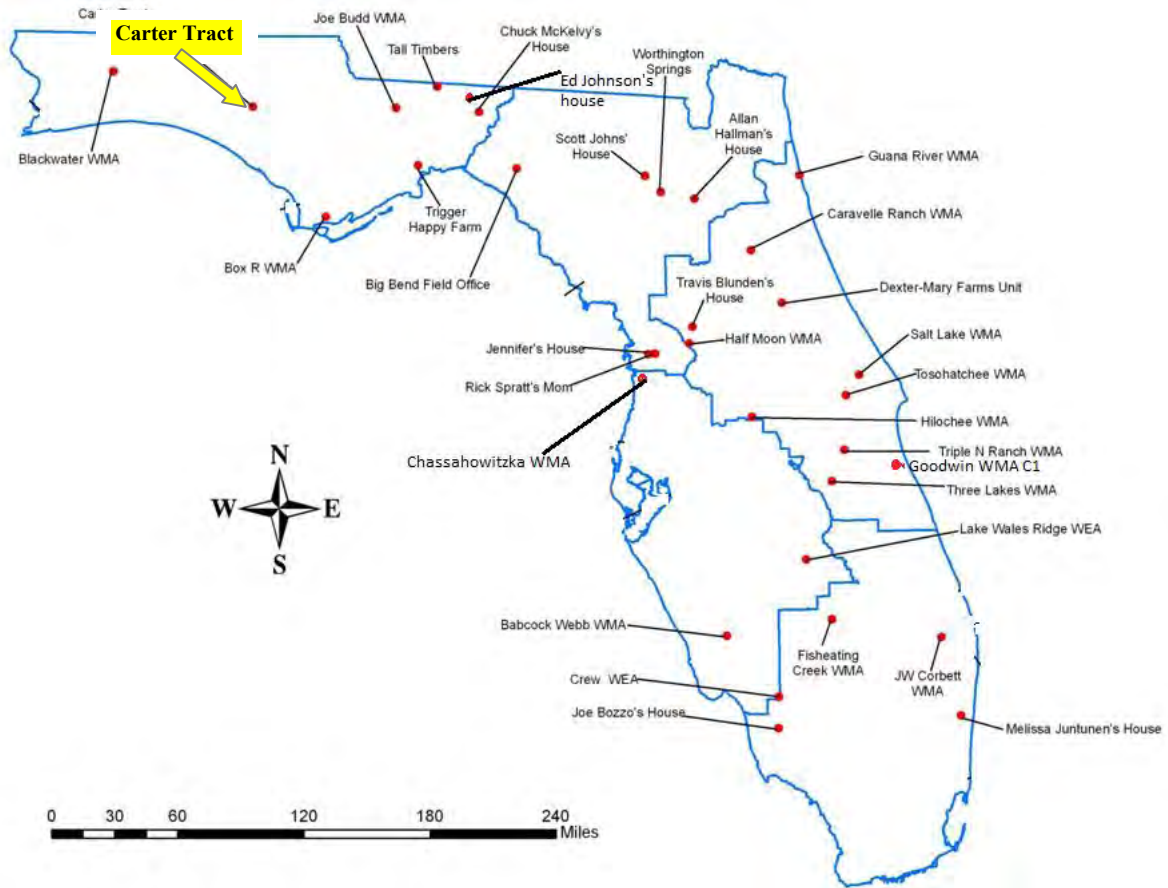 Carter Tract
Joe Budd WMA
Tall Timbers
Chuck McKelvy's
House
Ed Johnson's
house
Worthington
Springs
Allan
Hallman's
House
Scott Johns'
House
Blackwater WMA
Guana River WMA
Trigger
Happy Farm
Caravelle Ranch WMA
Box R WMA
Big Bend Field Office
Travis Blunden's
House
Dexter-Mary Farms Unit
Half Moon WMA
Salt Lake WMA
Jennifer's House
Tosohatchee WMA
Rick Spratt's Mom
Hilochee WMA
Chassahowitzka WMA
Triple N Ranch WMA
Goodwin WMA C1
Three Lakes WMA
N
W E
S
Lake Wales Ridge WEA
Babcock Webb WMA
Fisheating
Creek WMA
JW Corbett
WMA
Crew WEA
Joe Bozzo's House
Melissa Juntunen's House
0 30 60 120 180 240
Miles